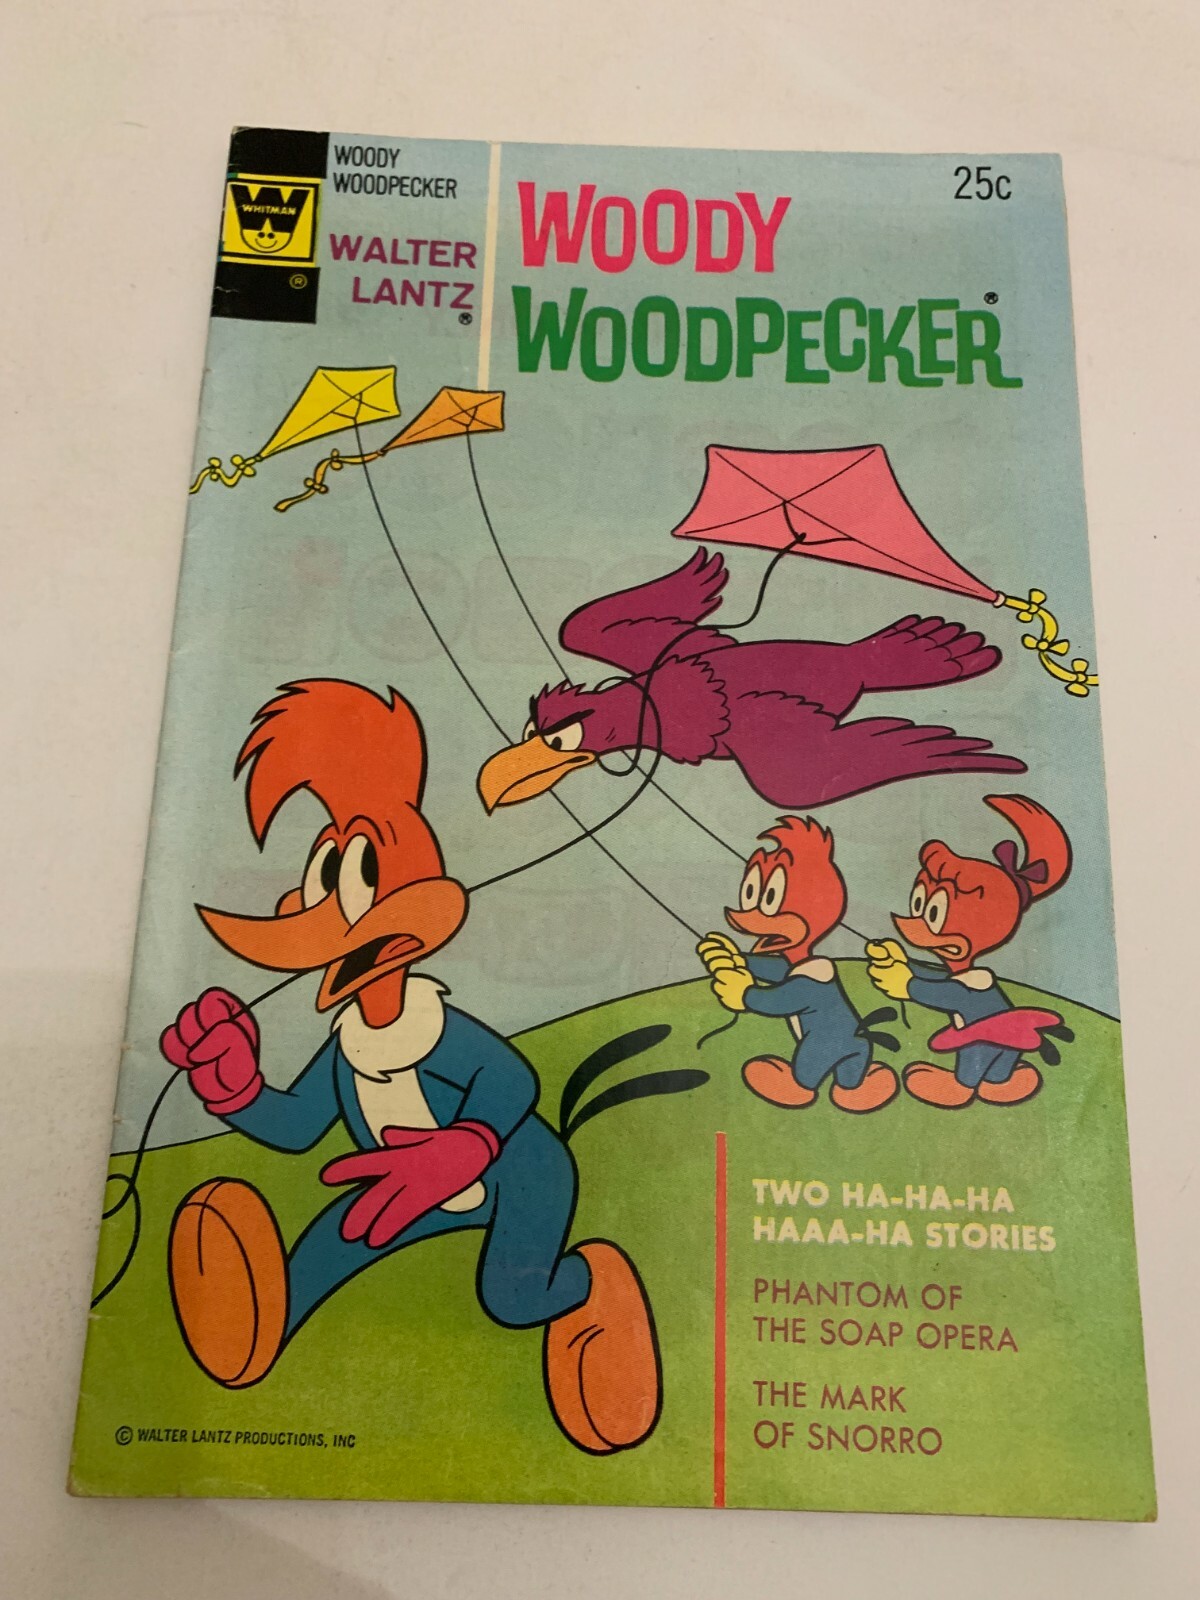 WOODY
WOODPECKER
WHITMAN
®
WALTER
LANTZ®
25c
WOODY
WOODPECKER®
TWO HA-HA-HA
HAAA-HA STORIES
PHANTOM OF
THE SOAP OPERA
THE MARK
OF SNORRO
© WALTER LANTZ PRODUCTIONS, INC